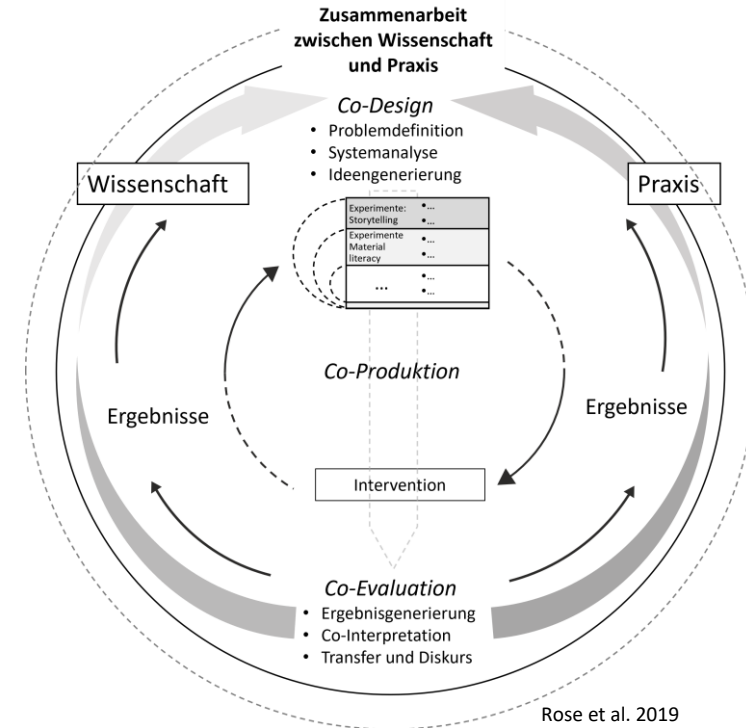 Zusammenarbeit
zwischen Wissenschaft
und Praxis
Co-Design
• Problemdefinition
• Systemanalyse
• Ideengenerierung
Wissenschaft
Praxis
Experimente:
Storytelling
•...
•...
Experimente
Material
literacy
•...
•...
...
•...
•...
Co-Produktion
Ergebnisse
Ergebnisse
Intervention
Co-Evaluation
• Ergebnisgenerierung
• Co-Interpretation
• Transfer und Diskurs
Rose et al. 2019